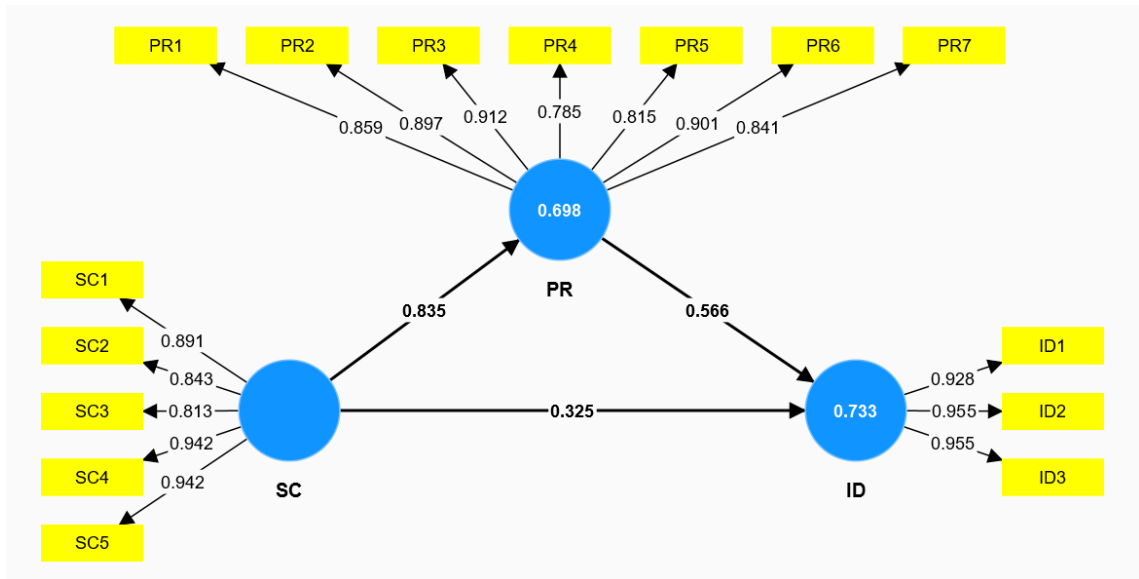 PR1 PR2 PR3 PR4 PR5 PR6 PR7
0.859 0.897 0.912 0.785 0.815 0.901 0.841
0.698
PR
SC1
SC2
SC3
SC4
SC5
0.891
0.843
0.813
0.942
0.942
SC
0.835
0.566
0.325
0.733
ID
0.928
0.955
0.955
ID1
ID2
ID3